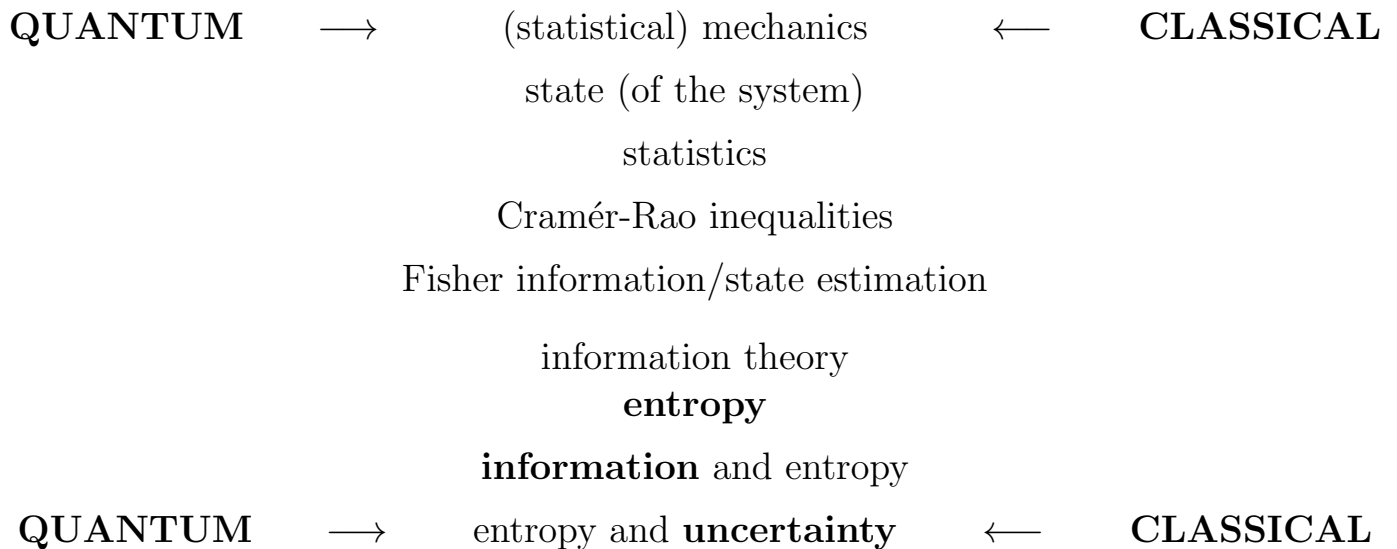 QUANTUM ⟶ (statistical) mechanics ⟵ CLASSICAL
state (of the system)
statistics
Cramér-Rao inequalities
Fisher information/state estimation
information theory
entropy
information and entropy
QUANTUM ⟶ entropy and uncertainty ⟵ CLASSICAL